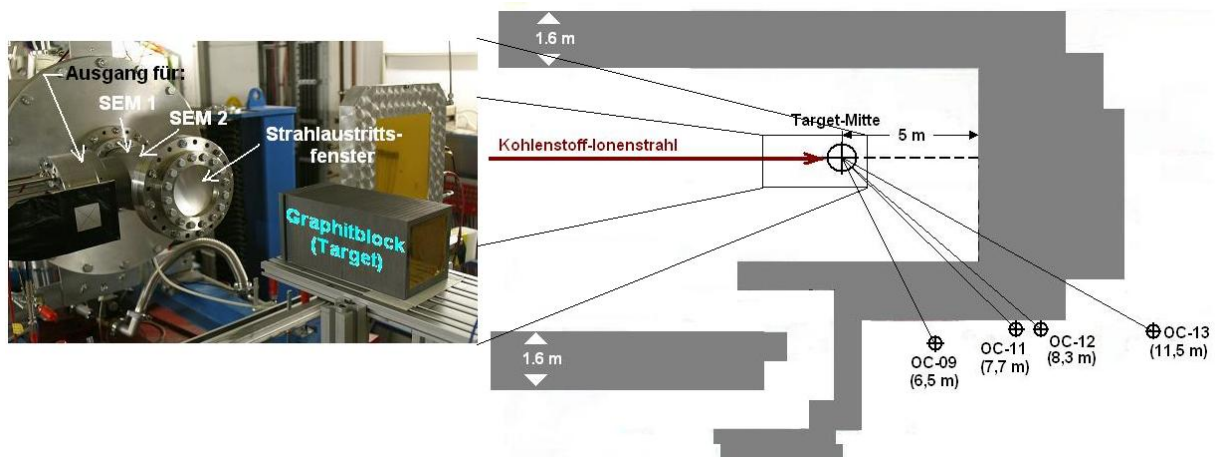 Ausgang für:
SEM 1
SEM 2
Strahlaustritts-
fenster
Graphitblock
(Target)
1.6 m
Target-Mitte
5 m
Kohlenstoff-Ionenstrahl
1.6 m
OC-09
(6,5 m)
OC-11
(7,7 m)
OC-12
(8,3 m)
OC-13
(11,5 m)